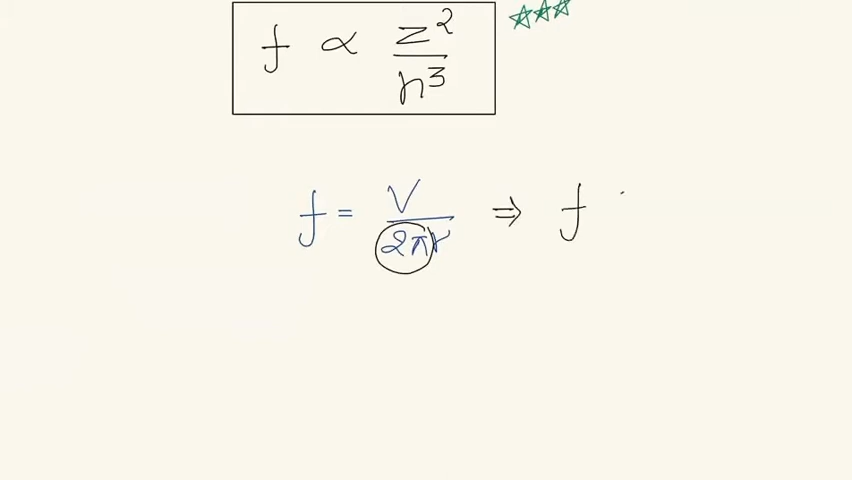 f ∝ z²/n³
f = V/2πr ⇒ f